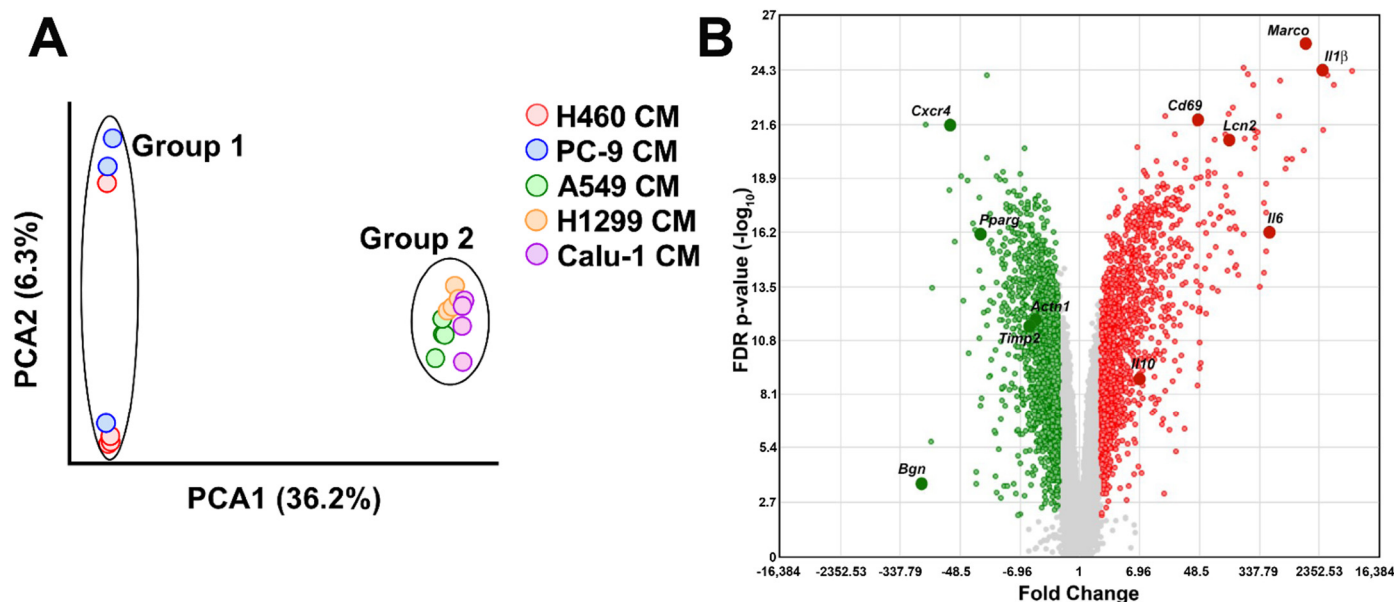 A
Group 1
Group 2
H460 CM
PC-9 CM
A549 CM
H1299 CM
Calu-1 CM
PCA2 (6.3%)
PCA1 (36.2%)
B
27
24.3
21.6
18.9
16.2
13.5
10.8
8.1
5.4
2.7
0
FDR p-value (-log₁₀)
Marco
Il1β
Cxcr4
Cd69
Lcn2
Pparg
Il6
Actn1
Timp2
Il10
Bgn
-16,384 -2352.53 -337.79 -48.5 -6.96 1 6.96 48.5 337.79 2352.53 16,384
Fold Change